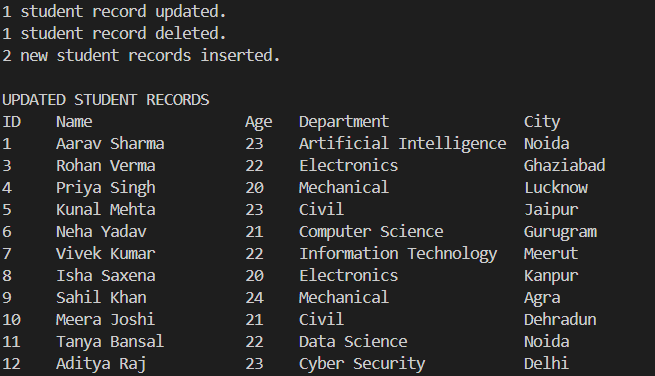 1 student record updated.
1 student record deleted.
2 new student records inserted.
UPDATED STUDENT RECORDS
ID Name Age Department City
1 Aarav Sharma 23 Artificial Intelligence Noida
3 Rohan Verma 22 Electronics Ghaziabad
4 Priya Singh 20 Mechanical Lucknow
5 Kunal Mehta 23 Civil Jaipur
6 Neha Yadav 21 Computer Science Gurugram
7 Vivek Kumar 22 Information Technology Meerut
8 Isha Saxena 20 Electronics Kanpur
9 Sahil Khan 24 Mechanical Agra
10 Meera Joshi 21 Civil Dehradun
11 Tanya Bansal 22 Data Science Noida
12 Aditya Raj 23 Cyber Security Delhi